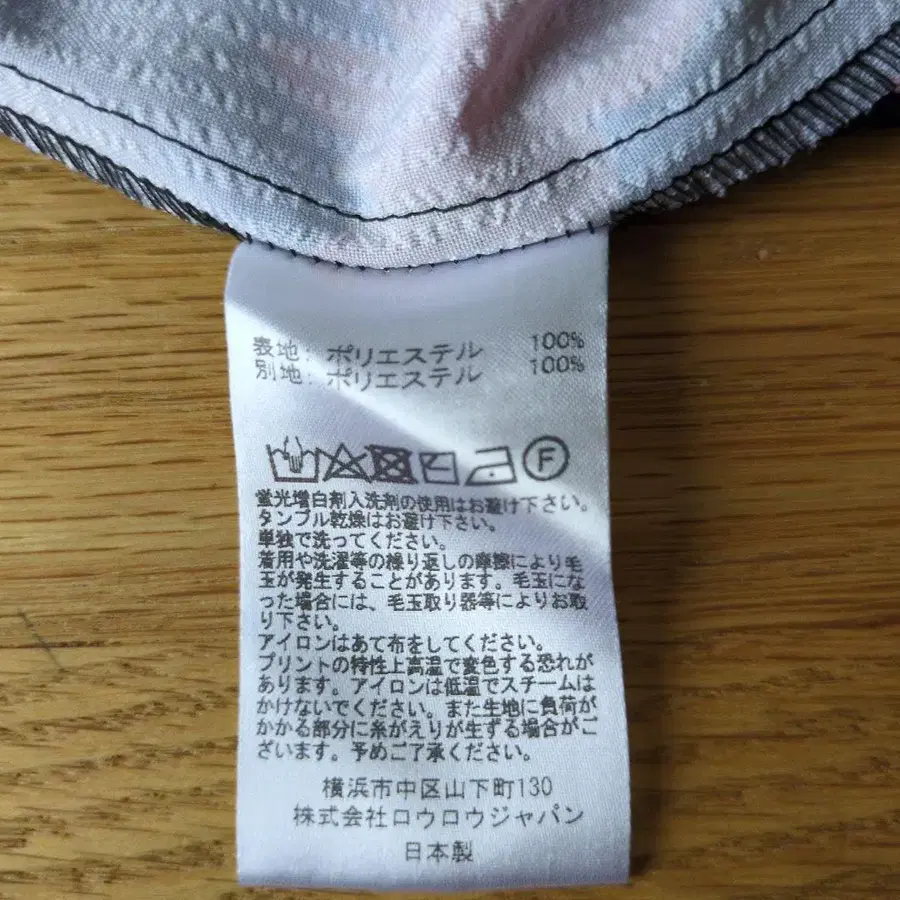 表地: ポリエステル 100%
別地: ポリエステル 100%
F
蛍光増白剤入洗剤の使用はお避け下さい。
タンブル乾燥はお避け下さい。
単独で洗ってください。
着用や洗濯等の繰り返しの摩擦により毛
玉が発生することがあります。毛玉にな
った場合には、毛玉取り器等によりお取
り下さい。
アイロンはあて布をしてください。
プリントの特性上高温で変色する恐れが
あります。アイロンは低温でスチームは
かけないでください。また生地に負荷が
かかる部分に糸がえりが生ずる場合がご
ざいます。予めご了承ください。
横浜市中区山下町130
株式会社ロウロウジャパン
日本製